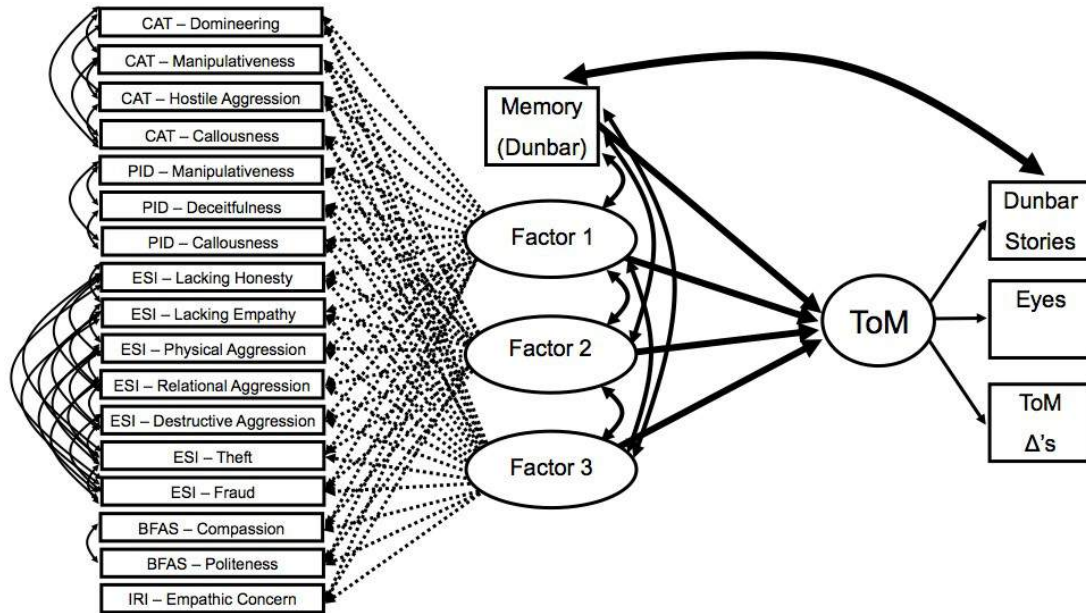 CAT – Domineering
CAT – Manipulativeness
CAT – Hostile Aggression
CAT – Callousness
PID – Manipulativeness
PID – Deceitfulness
PID – Callousness
ESI – Lacking Honesty
ESI – Lacking Empathy
ESI – Physical Aggression
ESI – Relational Aggression
ESI – Destructive Aggression
ESI – Theft
ESI – Fraud
BFAS – Compassion
BFAS – Politeness
IRI – Empathic Concern
Memory
(Dunbar)
Factor 1
Factor 2
Factor 3
ToM
Dunbar
Stories
Eyes
ToM
Δ's